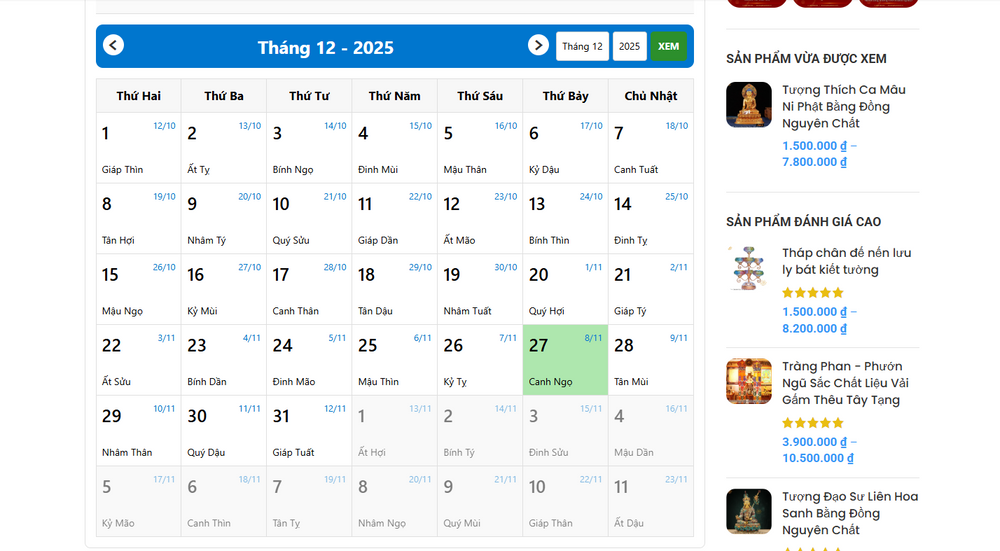 Tháng 12 - 2025
Tháng 12 2025 XEM
Thứ Hai Thứ Ba Thứ Tư Thứ Năm Thứ Sáu Thứ Bảy Chủ Nhật
1 12/10 2 13/10 3 14/10 4 15/10 5 16/10 6 17/10 7 18/10
Giáp Thìn Ất Tỵ Bính Ngọ Đinh Mùi Mậu Thân Kỷ Dậu Canh Tuất
8 19/10 9 20/10 10 21/10 11 22/10 12 23/10 13 24/10 14 25/10
Tân Hợi Nhâm Tý Quý Sửu Giáp Dần Ất Mão Bính Thìn Đinh Tỵ
15 26/10 16 27/10 17 28/10 18 29/10 19 30/10 20 1/11 21 2/11
Mậu Ngọ Kỷ Mùi Canh Thân Tân Dậu Nhâm Tuất Quý Hợi Giáp Tý
22 3/11 23 4/11 24 5/11 25 6/11 26 7/11 27 8/11 28 9/11
Ất Sửu Bính Dần Đinh Mão Mậu Thìn Kỷ Tỵ Canh Ngọ Tân Mùi
29 10/11 30 11/11 31 12/11 1 13/11 2 14/11 3 15/11 4 16/11
Nhâm Thân Quý Dậu Giáp Tuất Ất Hợi Bính Tý Đinh Sửu Mậu Dần
5 17/11 6 18/11 7 19/11 8 20/11 9 21/11 10 22/11 11 23/11
Kỷ Mão Canh Thìn Tân Tỵ Nhâm Ngọ Quý Mùi Giáp Thân Ất Dậu
SẢN PHẨM VỪA ĐƯỢC XEM
Tượng Thích Ca Mâu
Ni Phật Bằng Đồng
Nguyên Chất
1.500.000 ₫ –
7.800.000 ₫
SẢN PHẨM ĐÁNH GIÁ CAO
Tháp chân đế nến lưu
ly bát kiết tường
1.500.000 ₫ –
8.200.000 ₫
Tràng Phan - Phướn
Ngũ Sắc Chất Liệu Vải
Gấm Thêu Tây Tạng
3.900.000 ₫ –
10.500.000 ₫
Tượng Đạo Sư Liên Hoa
Sanh Bằng Đồng
Nguyên Chất